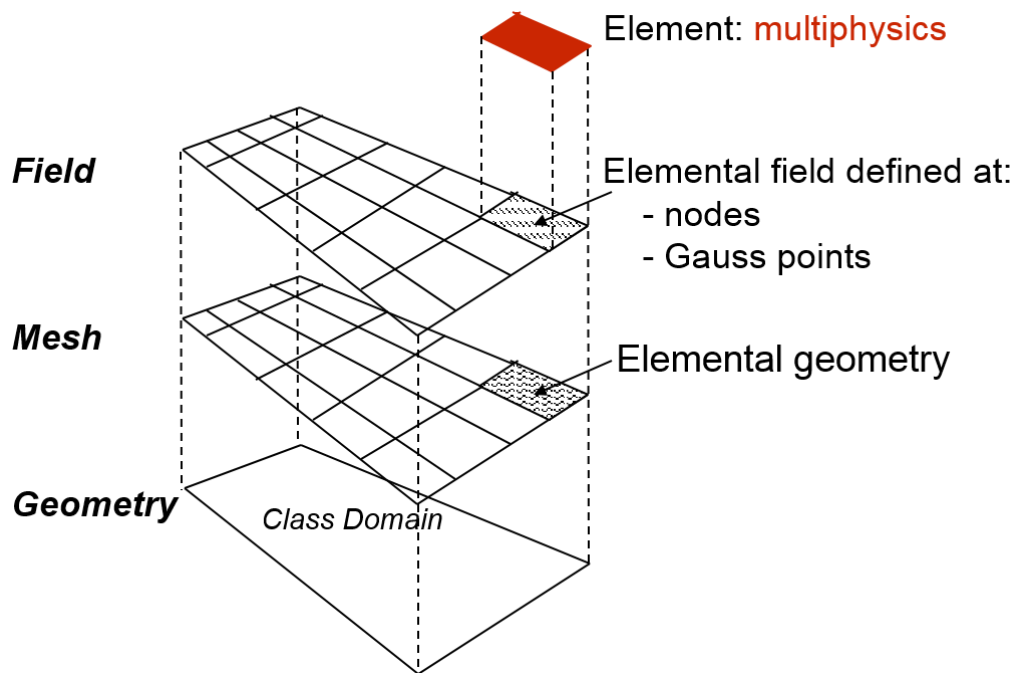 Element: multiphysics
Field
Elemental field defined at:
- nodes
- Gauss points
Mesh
Elemental geometry
Geometry
Class Domain